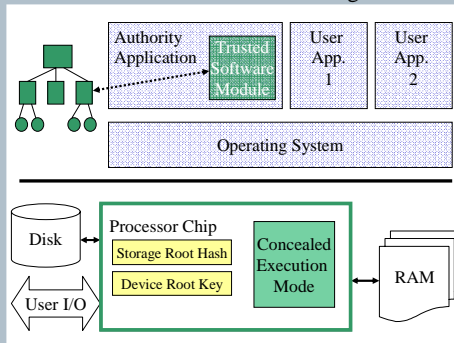 Authority
Application
Trusted
Software
Module
User
App.
1
User
App.
2
Operating System
Disk
User I/O
Processor Chip
Storage Root Hash
Device Root Key
Concealed
Execution
Mode
RAM